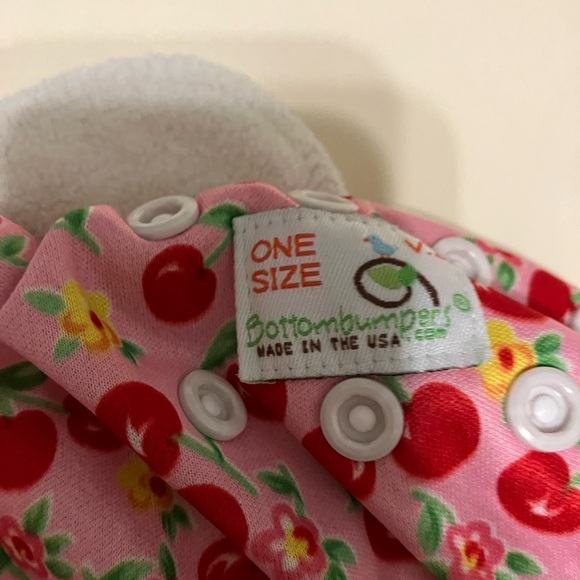 ONE
SIZE
Bottombumpers®
.com
MADE IN THE USA